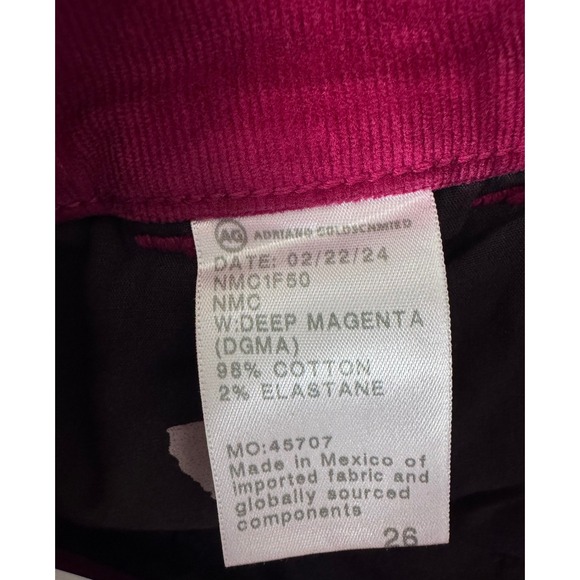 AG ADRIANO GOLDSCHMIED
DATE: 02/22/24
NMC1F50
NMC
W:DEEP MAGENTA
(DGMA)
98% COTTON
2% ELASTANE
MO:45707
Made in Mexico of
imported fabric and
globally sourced
components
26